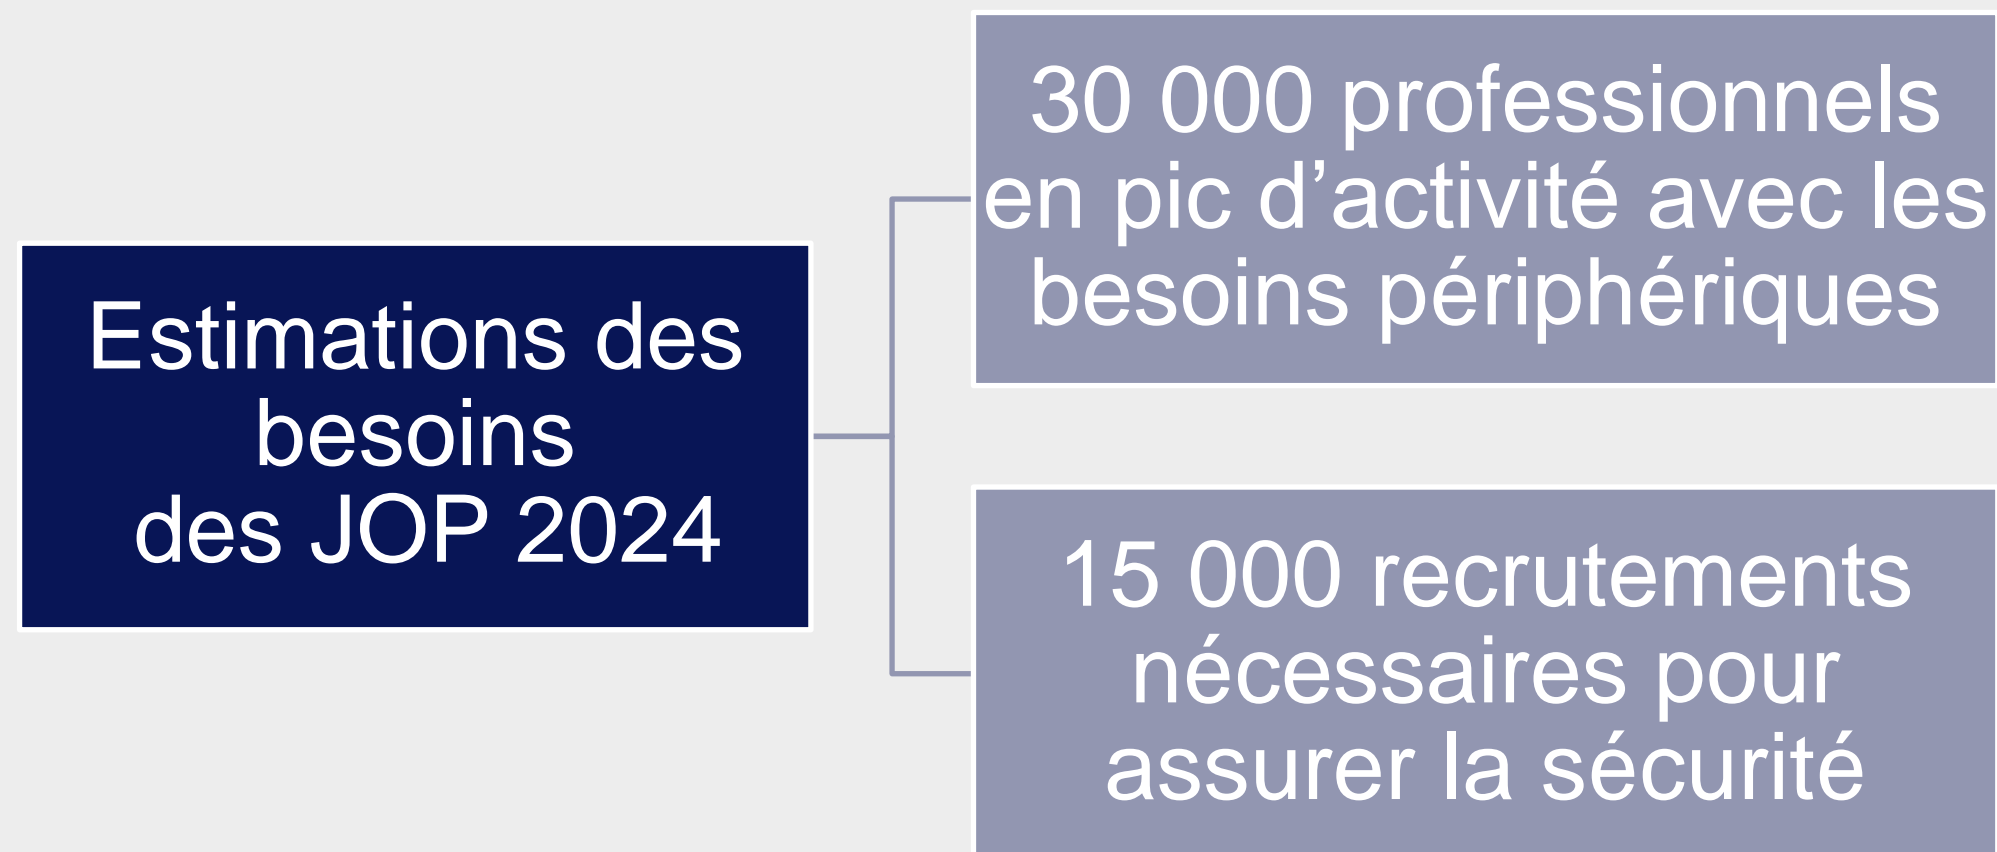 Estimations des
besoins
des JOP 2024
30 000 professionnels
en pic d’activité avec les
besoins périphériques
15 000 recrutements
nécessaires pour
assurer la sécurité